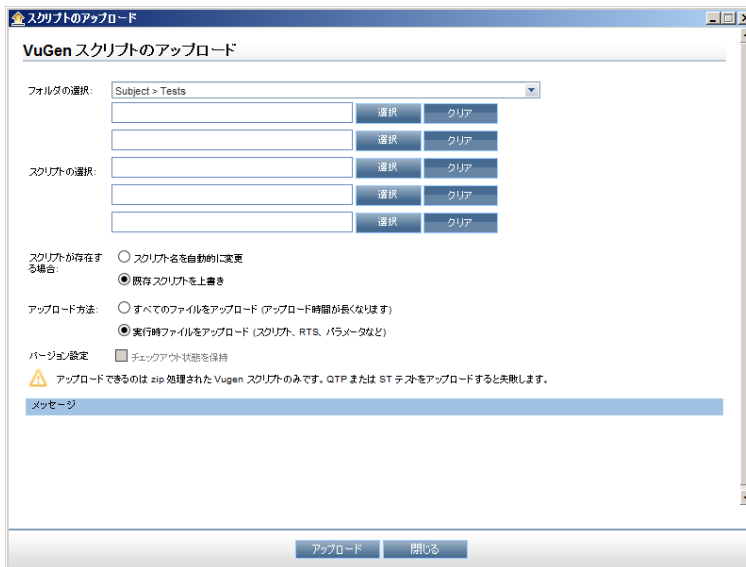 スクリプトのアップロード
VuGen スクリプトのアップロード
フォルダの選択: Subject > Tests
選択 クリア
選択 クリア
スクリプトの選択: 選択 クリア
選択 クリア
選択 クリア
スクリプトが存在す
る場合:
スクリプト名を自動的に変更
既存スクリプトを上書き
アップロード方法: すべてのファイルをアップロード (アップロード時間が長くなります)
実行時ファイルをアップロード (スクリプト、RTS、パラメータなど)
バージョン設定 チェックアウト状態を保持
アップロードできるのは zip 処理された Vugen スクリプトのみです。QTP または ST テストをアップロードすると失敗します。
メッセージ
アップロード 閉じる